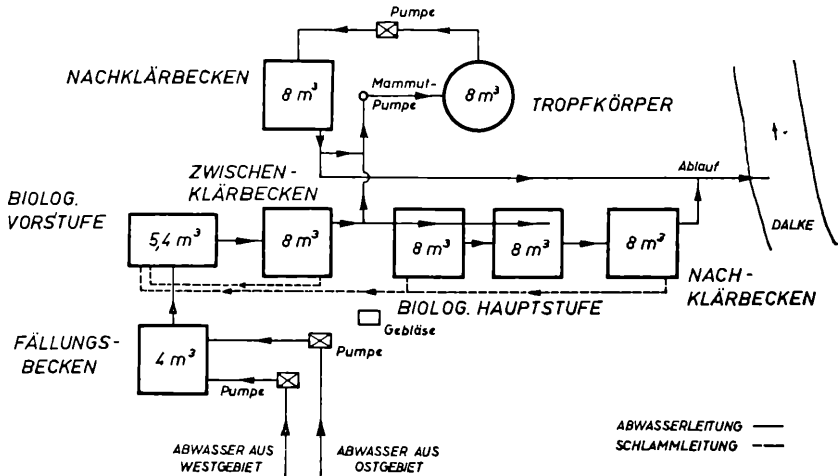 Pumpe
NACHKLÄRBECKEN
8 m³
Mammut-
Pumpe
8 m³
TROPFKÖRPER
ZWISCHEN-
KLÄRBECKEN
Ablauf
BIOLOG.
VORSTUFE
5,4 m³
8 m³
8 m³
8 m³
8 m³
DALKE
NACH-
KLÄRBECKEN
BIOLOG. HAUPTSTUFE
Gebläse
FÄLLUNGS-
BECKEN
4 m³
Pumpe
Pumpe
ABWASSER AUS
WESTGEBIET
ABWASSER AUS
OSTGEBIET
ABWASSERLEITUNG
SCHLAMMLEITUNG